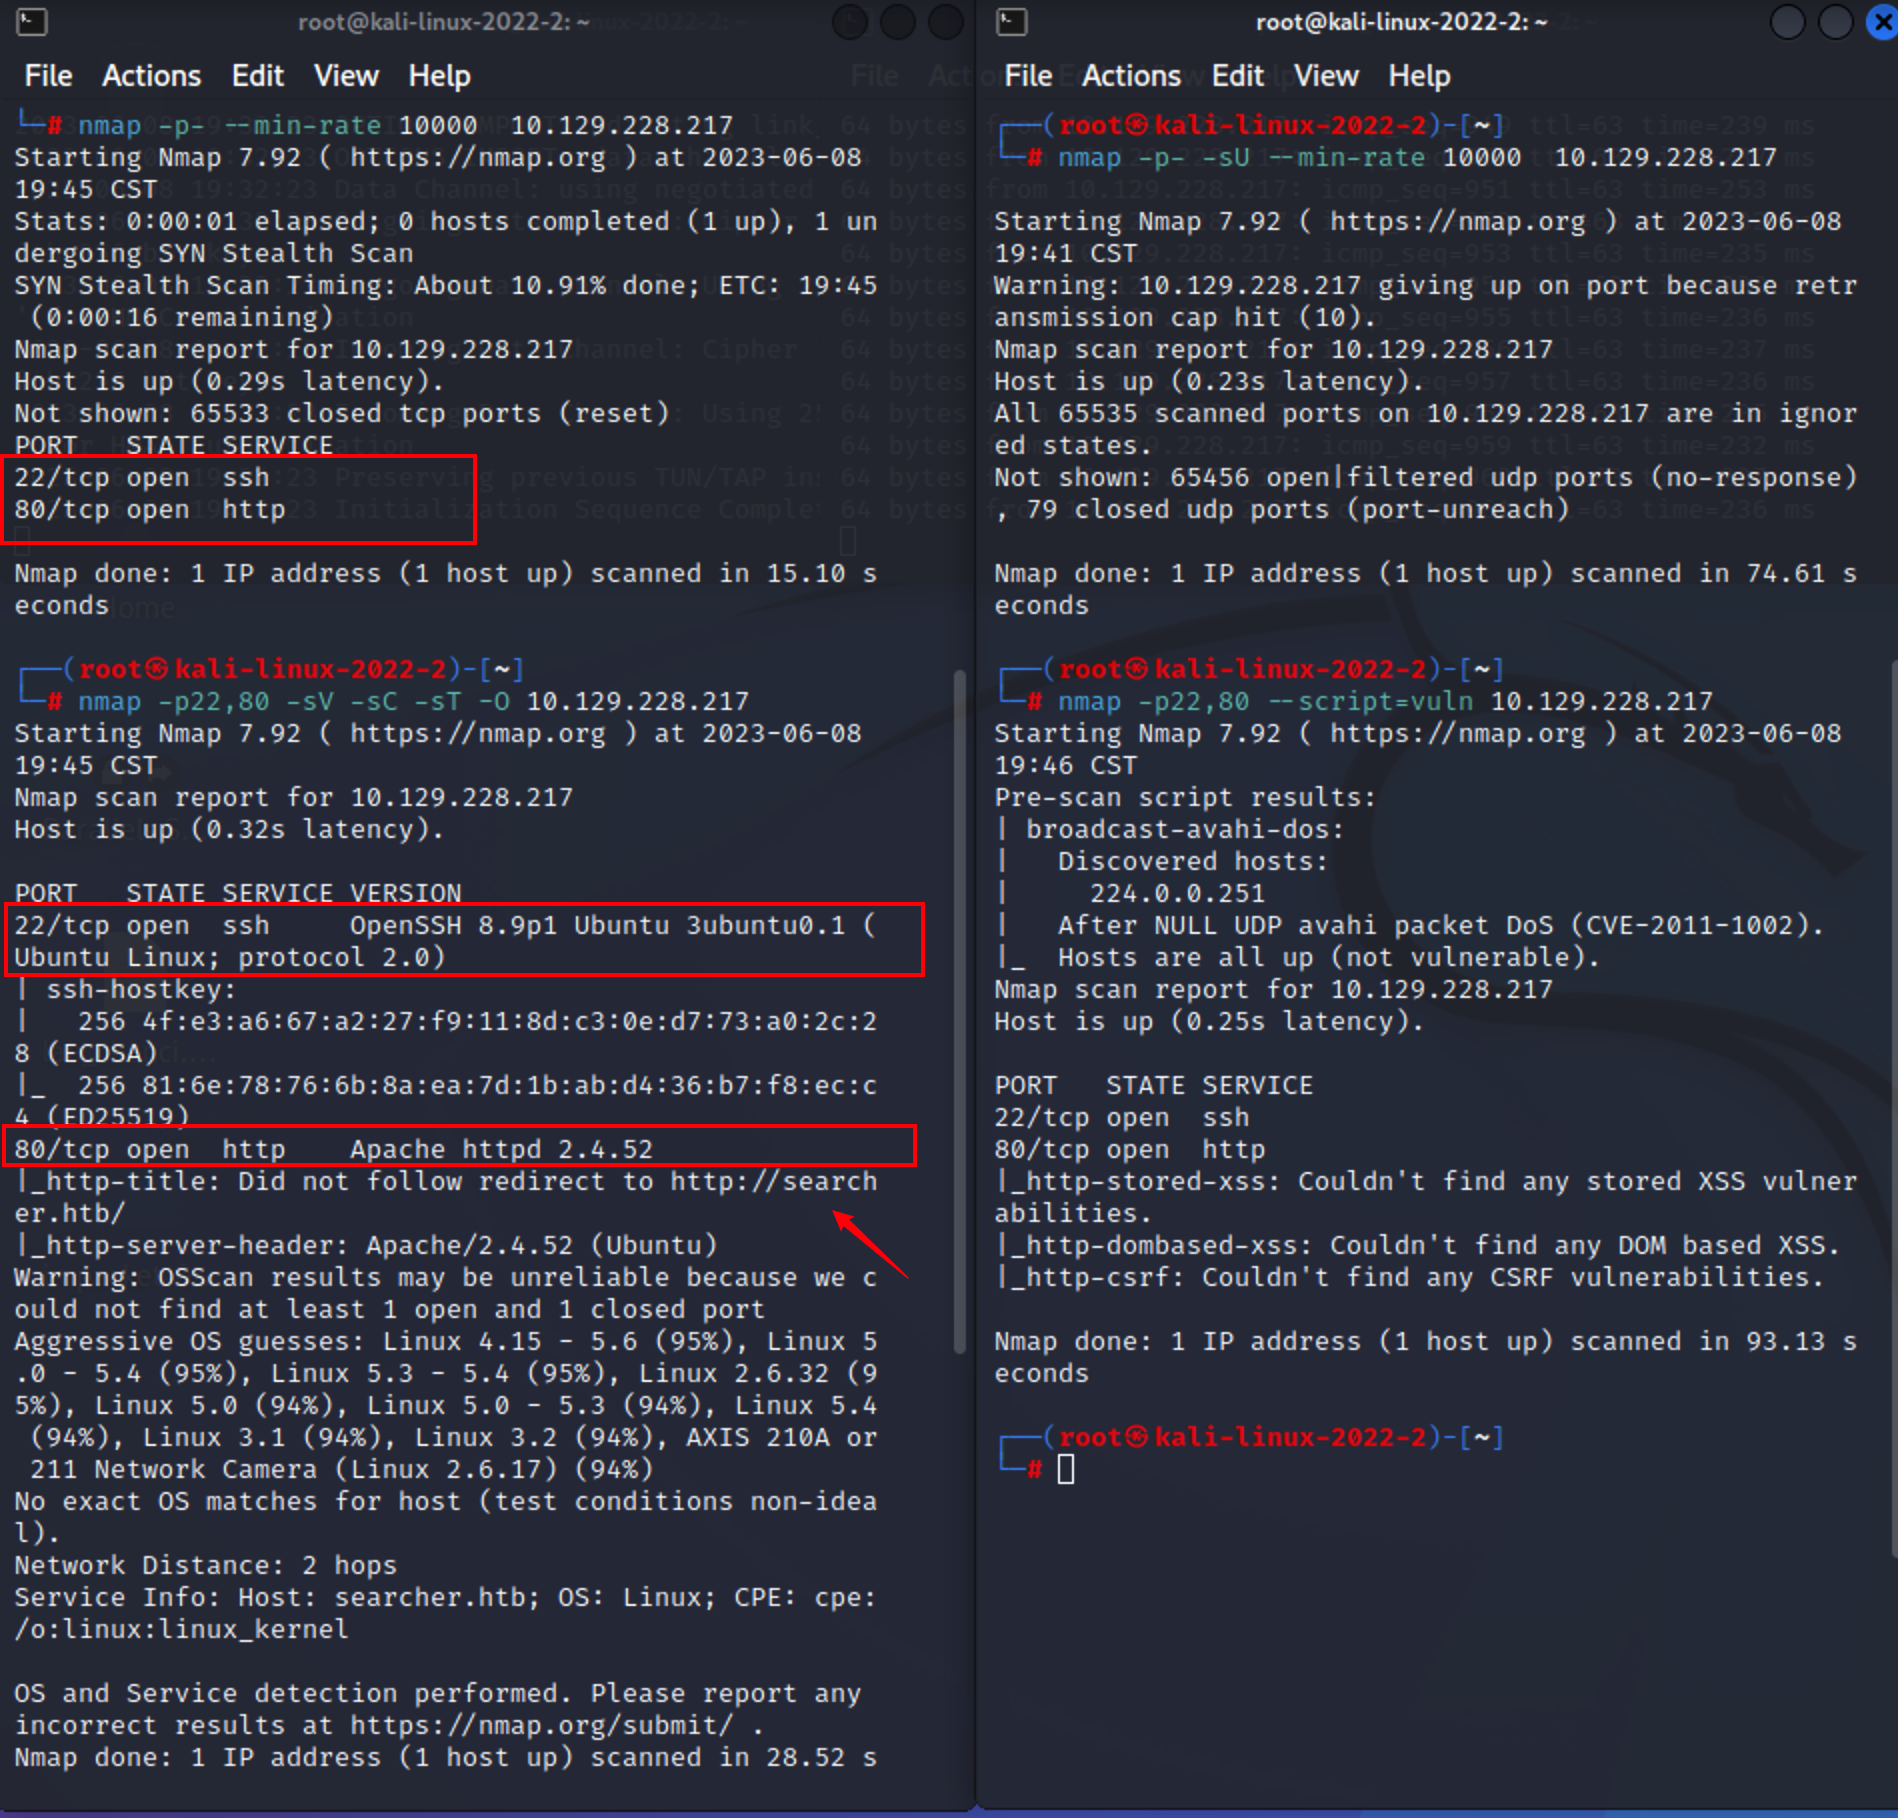 root@kali-linux-2022-2: ~
File Actions Edit View Help
└─# nmap -p- --min-rate 10000  10.129.228.217
Starting Nmap 7.92 ( https://nmap.org ) at 2023-06-08
19:45 CST
Stats: 0:00:01 elapsed; 0 hosts completed (1 up), 1 un
dergoing SYN Stealth Scan
SYN Stealth Scan Timing: About 10.91% done; ETC: 19:45
 (0:00:16 remaining)
Nmap scan report for 10.129.228.217
Host is up (0.29s latency).
Not shown: 65533 closed tcp ports (reset)
PORT   STATE SERVICE
22/tcp open  ssh
80/tcp open  http
Nmap done: 1 IP address (1 host up) scanned in 15.10 s
econds
┌──(root㉿kali-linux-2022-2)-[~]
└─# nmap -p22,80 -sV -sC -sT -O 10.129.228.217
Starting Nmap 7.92 ( https://nmap.org ) at 2023-06-08
19:45 CST
Nmap scan report for 10.129.228.217
Host is up (0.32s latency).
PORT   STATE SERVICE VERSION
22/tcp open  ssh     OpenSSH 8.9p1 Ubuntu 3ubuntu0.1 (
Ubuntu Linux; protocol 2.0)
| ssh-hostkey:
|   256 4f:e3:a6:67:a2:27:f9:11:8d:c3:0e:d7:73:a0:2c:2
8 (ECDSA)
|_  256 81:6e:78:76:6b:8a:ea:7d:1b:ab:d4:36:b7:f8:ec:c
4 (ED25519)
80/tcp open  http    Apache httpd 2.4.52
|_http-title: Did not follow redirect to http://search
er.htb/
|_http-server-header: Apache/2.4.52 (Ubuntu)
Warning: OSScan results may be unreliable because we c
ould not find at least 1 open and 1 closed port
Aggressive OS guesses: Linux 4.15 - 5.6 (95%), Linux 5
.0 - 5.4 (95%), Linux 5.3 - 5.4 (95%), Linux 2.6.32 (9
5%), Linux 5.0 (94%), Linux 5.0 - 5.3 (94%), Linux 5.4
 (94%), Linux 3.1 (94%), Linux 3.2 (94%), AXIS 210A or
 211 Network Camera (Linux 2.6.17) (94%)
No exact OS matches for host (test conditions non-idea
l).
Network Distance: 2 hops
Service Info: Host: searcher.htb; OS: Linux; CPE: cpe:
/o:linux:linux_kernel
OS and Service detection performed. Please report any
incorrect results at https://nmap.org/submit/ .
Nmap done: 1 IP address (1 host up) scanned in 28.52 s
root@kali-linux-2022-2: ~
File Actions Edit View Help
┌──(root㉿kali-linux-2022-2)-[~]
└─# nmap -p- -sU --min-rate 10000  10.129.228.217
Starting Nmap 7.92 ( https://nmap.org ) at 2023-06-08
19:41 CST
Warning: 10.129.228.217 giving up on port because retr
ansmission cap hit (10).
Nmap scan report for 10.129.228.217
Host is up (0.23s latency).
All 65535 scanned ports on 10.129.228.217 are in ignor
ed states.
Not shown: 65456 open|filtered udp ports (no-response)
, 79 closed udp ports (port-unreach)
Nmap done: 1 IP address (1 host up) scanned in 74.61 s
econds
┌──(root㉿kali-linux-2022-2)-[~]
└─# nmap -p22,80 --script=vuln 10.129.228.217
Starting Nmap 7.92 ( https://nmap.org ) at 2023-06-08
19:46 CST
Pre-scan script results:
| broadcast-avahi-dos:
|   Discovered hosts:
|     224.0.0.251
|   After NULL UDP avahi packet DoS (CVE-2011-1002).
|_  Hosts are all up (not vulnerable).
Nmap scan report for 10.129.228.217
Host is up (0.25s latency).
PORT   STATE SERVICE
22/tcp open  ssh
80/tcp open  http
|_http-stored-xss: Couldn't find any stored XSS vulner
abilities.
|_http-dombased-xss: Couldn't find any DOM based XSS.
|_http-csrf: Couldn't find any CSRF vulnerabilities.
Nmap done: 1 IP address (1 host up) scanned in 93.13 s
econds
┌──(root㉿kali-linux-2022-2)-[~]
└─#